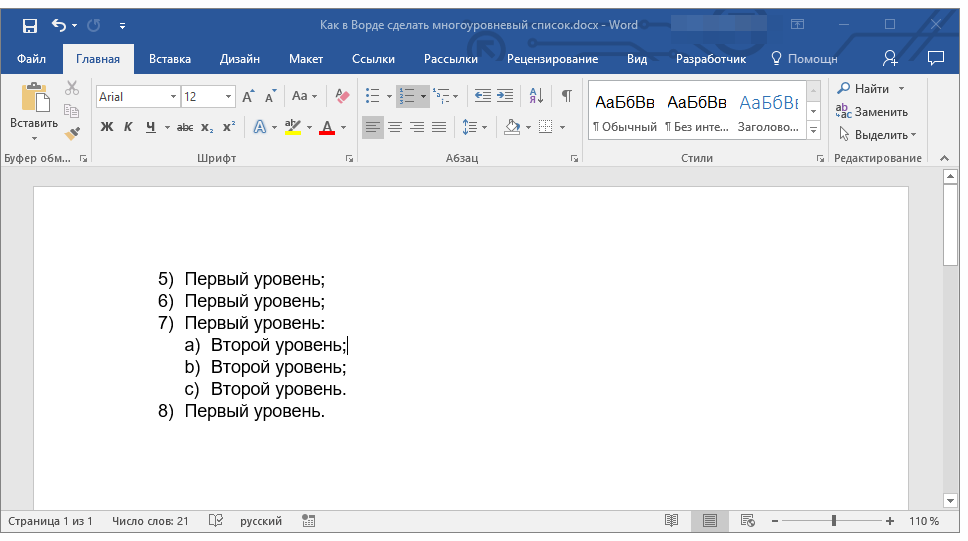 Как в Ворде сделать многоуровневый список.docx - Word
Файл Главная Вставка Дизайн Макет Ссылки Рассылки Рецензирование Вид Разработчик Помощн
Вставить
Arial 12
Aa
Ж К Ч abc x₂ x²
А aby А
АаБбВв АаБбВв АаБбВв
¶ Обычный ¶ Без инте... Заголово...
Найти
Заменить
Выделить
Буфер обм... Шрифт Абзац Стили Редактирование
5) Первый уровень;
6) Первый уровень;
7) Первый уровень:
a) Второй уровень;
b) Второй уровень;
c) Второй уровень.
8) Первый уровень.
Страница 1 из 1 Число слов: 21 русский 110 %